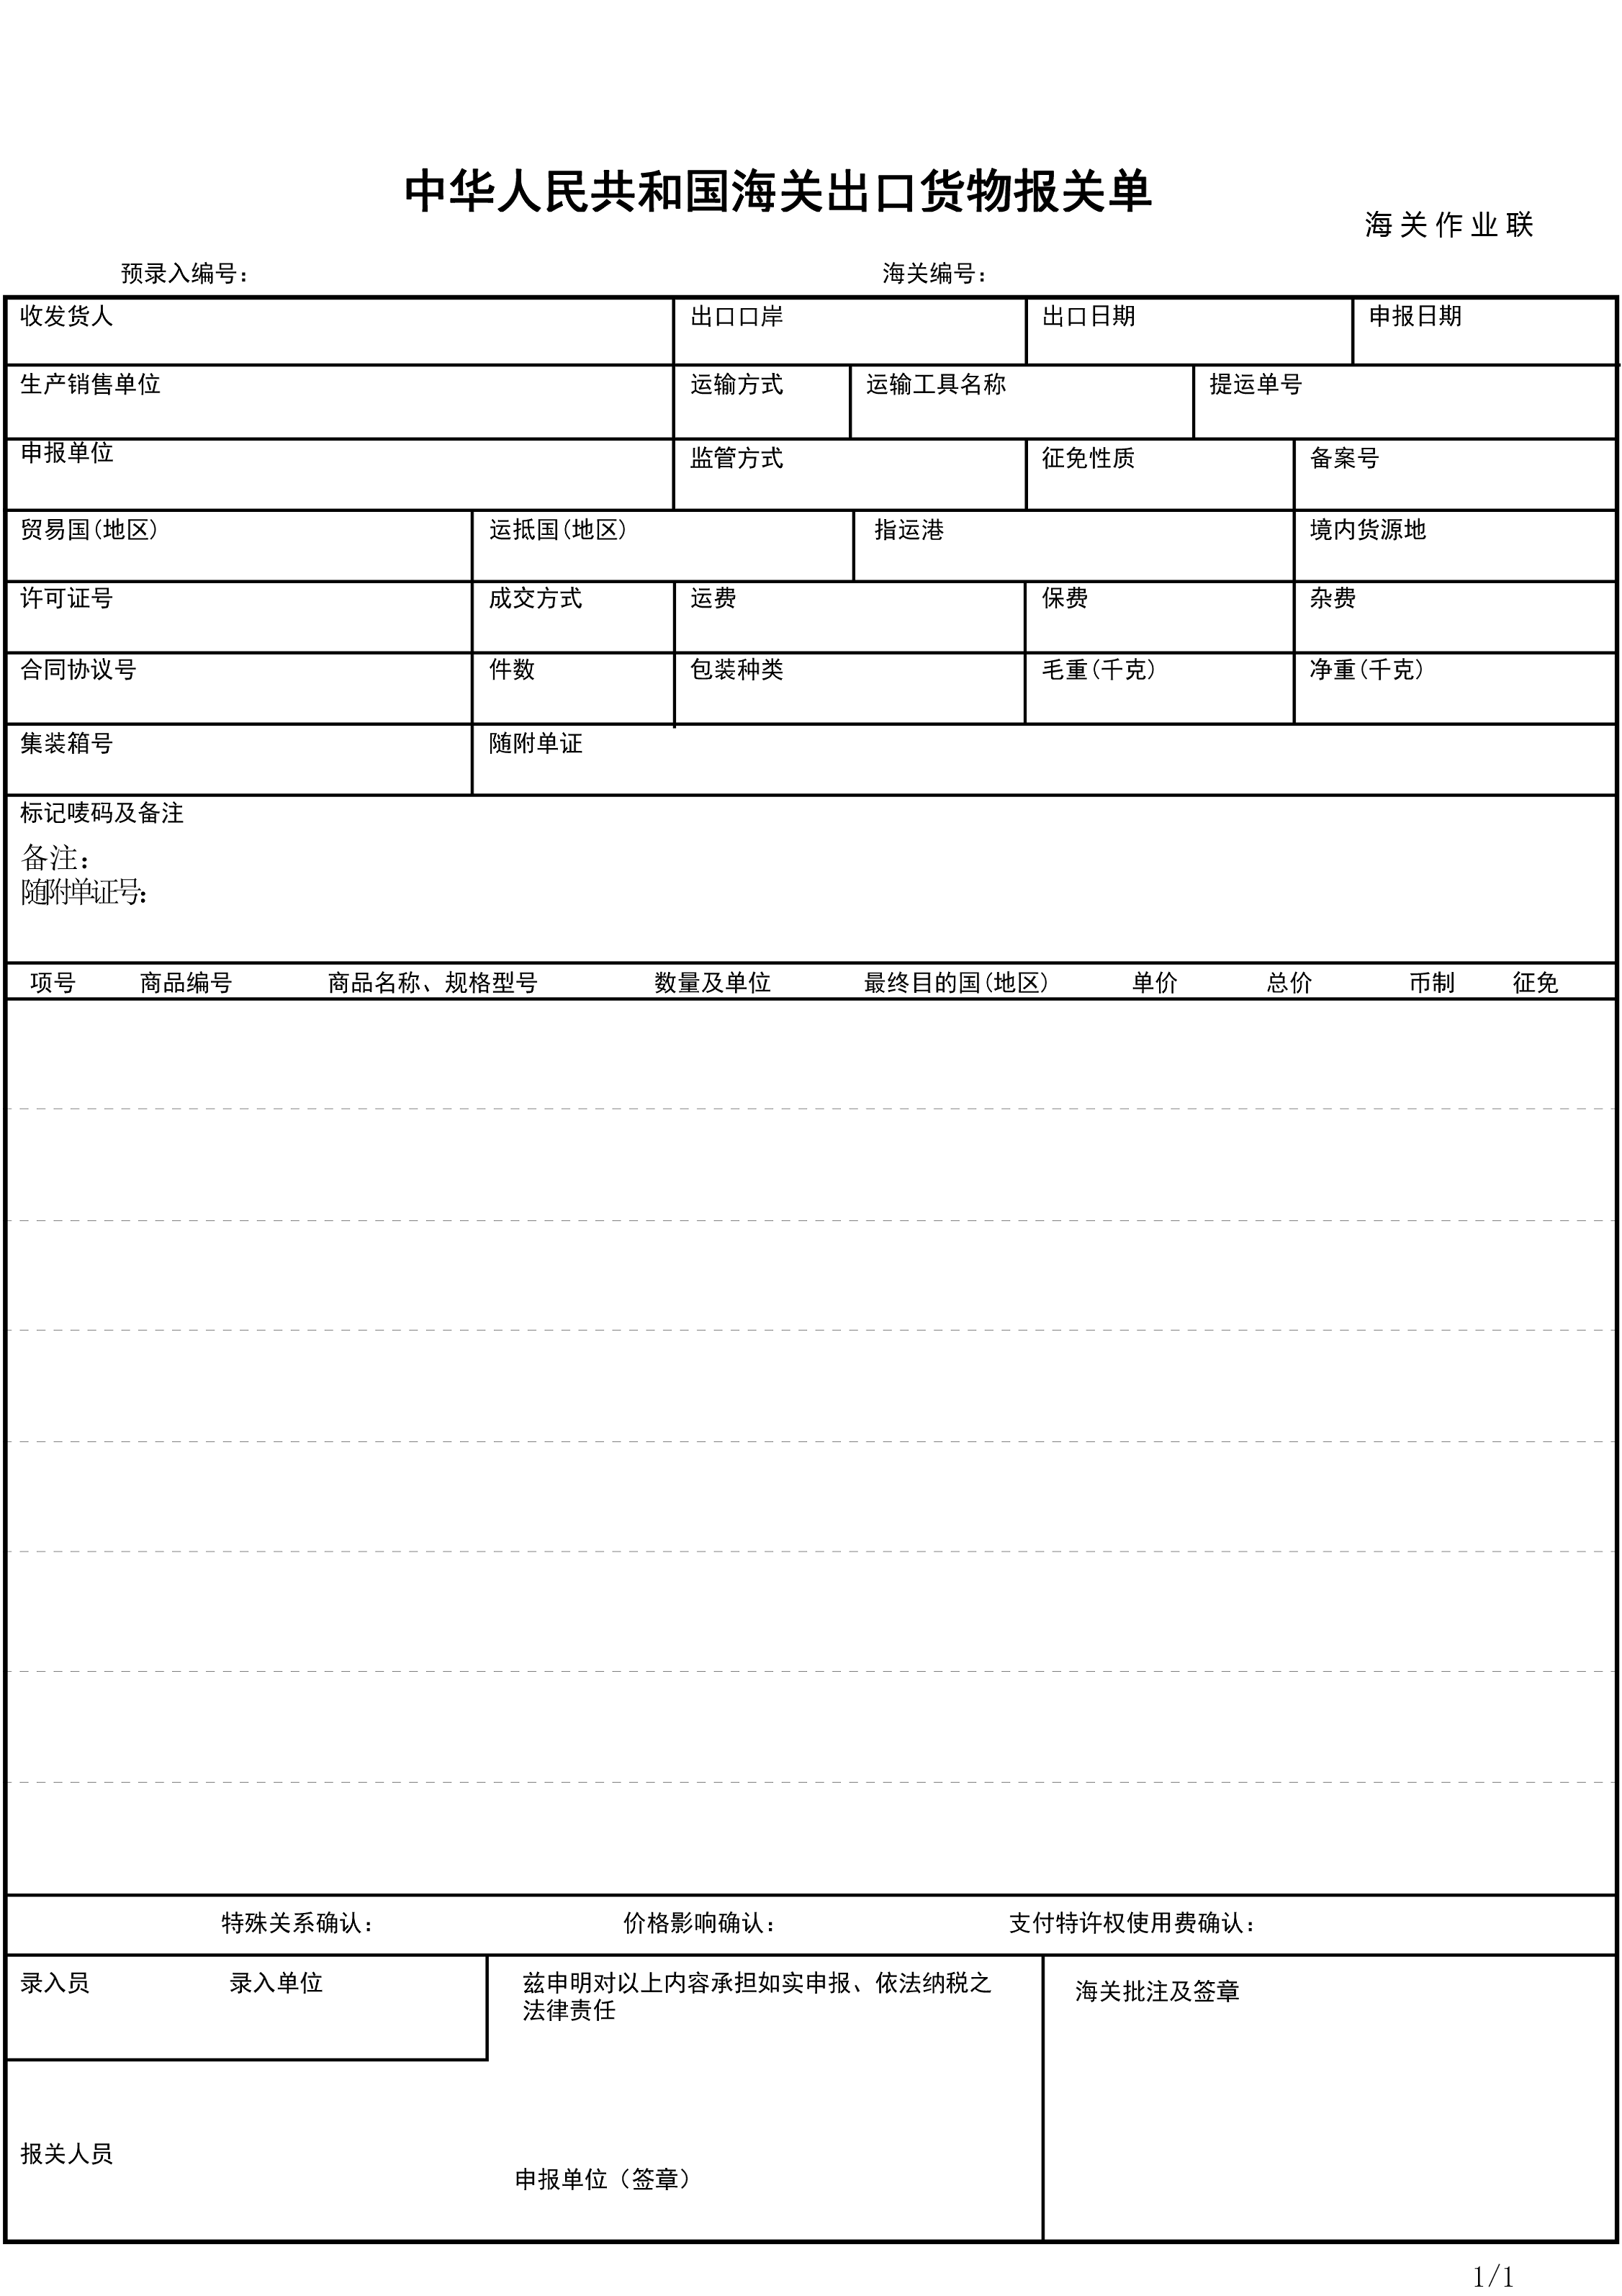 中华人民共和国海关出口货物报关单
海关作业联
预录入编号： 海关编号：
收发货人 出口口岸 出口日期 申报日期
生产销售单位 运输方式 运输工具名称 提运单号
申报单位 监管方式 征免性质 备案号
贸易国(地区) 运抵国(地区) 指运港 境内货源地
许可证号 成交方式 运费 保费 杂费
合同协议号 件数 包装种类 毛重(千克) 净重(千克)
集装箱号 随附单证
标记唛码及备注
备注：
随附单证号：
项号 商品编号 商品名称、规格型号 数量及单位 最终目的国(地区) 单价 总价 币制 征免
特殊关系确认： 价格影响确认： 支付特许权使用费确认：
录入员 录入单位 兹申明对以上内容承担如实申报、依法纳税之
法律责任
海关批注及签章
报关人员
申报单位（签章）
1/1